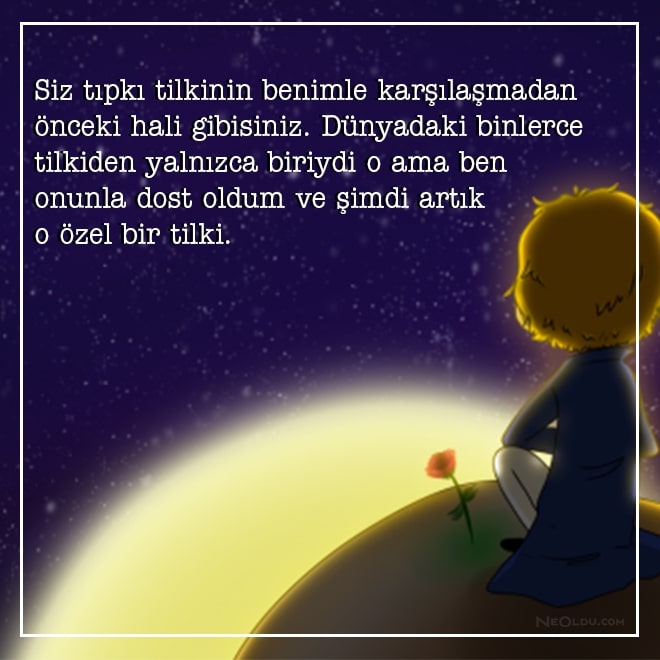 Siz tıpkı tilkinin benimle karşılaşmadan
önceki hali gibisiniz. Dünyadaki binlerce
tilkiden yalnızca biriydi o ama ben
onunla dost oldum ve şimdi artık
o özel bir tilki.
NeOldu.com